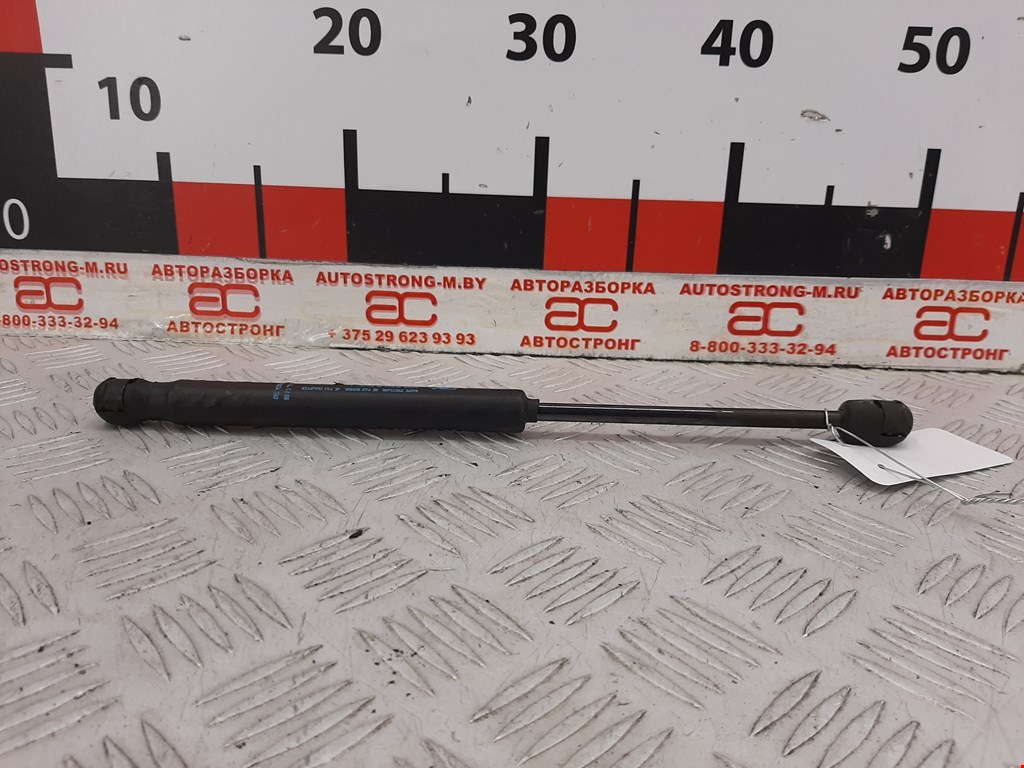 20 30 40 50
10
0
AUTOSTRONG-M.RU АВТОРАЗБОРКА AUTOSTRONG-M.BY АВТОРАЗБОРКА AUTOSTRONG-M.RU АВТОРАЗБОРКА
ac ac ac ac ac ac
-800-333-32-94 АВТОСТРОНГ + 375 29 623 93 93 АВТОСТРОНГ 8-800-333-32-94 АВТОСТРОНГ